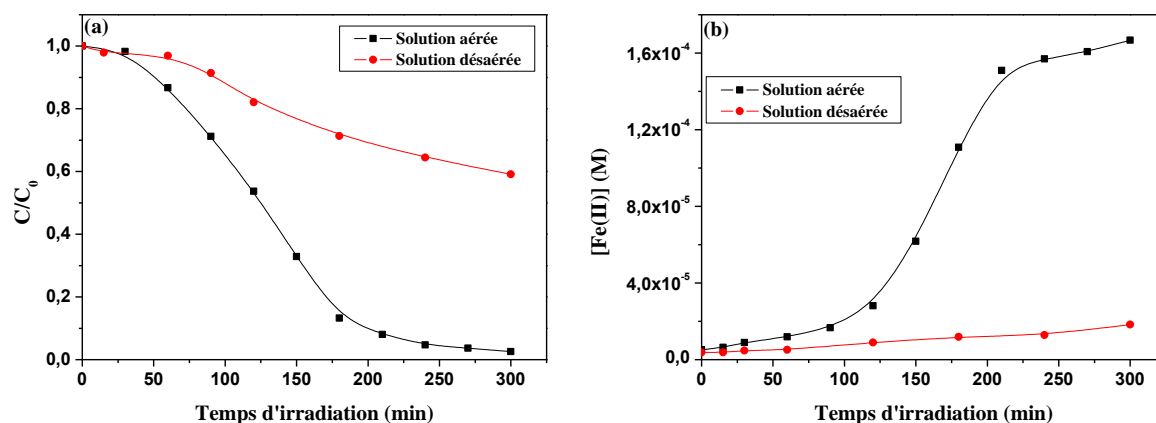 (a)
Solution aérée
Solution désaérée
1,0
0,8
0,6
0,4
0,2
0,0
C/C₀
0 50 100 150 200 250 300
Temps d'irradiation (min)
(b)
Solution aérée
Solution désaérée
1,6x10⁻⁴
1,2x10⁻⁴
8,0x10⁻⁵
4,0x10⁻⁵
0,0
[Fe(II)] (M)
0 50 100 150 200 250 300
Temps d'irradiation (min)